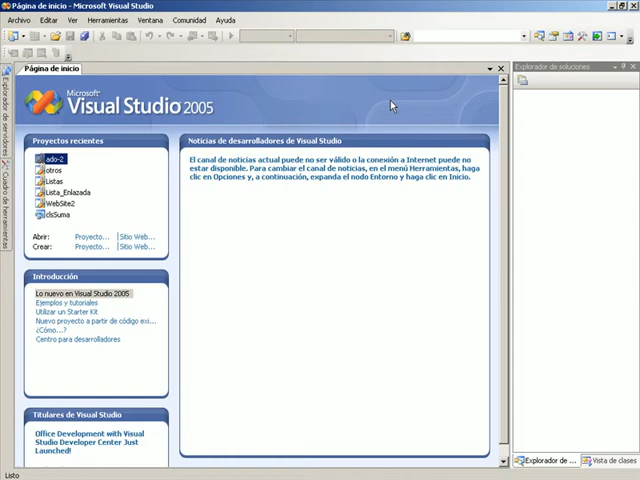 Página de inicio - Microsoft Visual Studio
Archivo Editar Ver Herramientas Ventana Comunidad Ayuda
Página de inicio
Explorador de soluciones
Explorador de servidores
Cuadro de herramientas
Microsoft
Visual Studio 2005
Proyectos recientes
ado-2
otros
Listas
Lista_Enlazada
WebSite2
clsSuma
Abrir: Proyecto... Sitio Web...
Crear: Proyecto... Sitio Web...
Noticias de desarrolladores de Visual Studio
El canal de noticias actual puede no ser válido o la conexión a Internet puede no
estar disponible. Para cambiar el canal de noticias, en el menú Herramientas, haga
clic en Opciones y, a continuación, expanda el nodo Entorno y haga clic en Inicio.
Introducción
Lo nuevo en Visual Studio 2005
Ejemplos y tutoriales
Utilizar un Starter Kit
Nuevo proyecto a partir de código exi...
¿Cómo...?
Centro para desarrolladores
Titulares de Visual Studio
Office Development with Visual
Studio Developer Center Just
Launched!
Explorador de ... Vista de clases
Listo